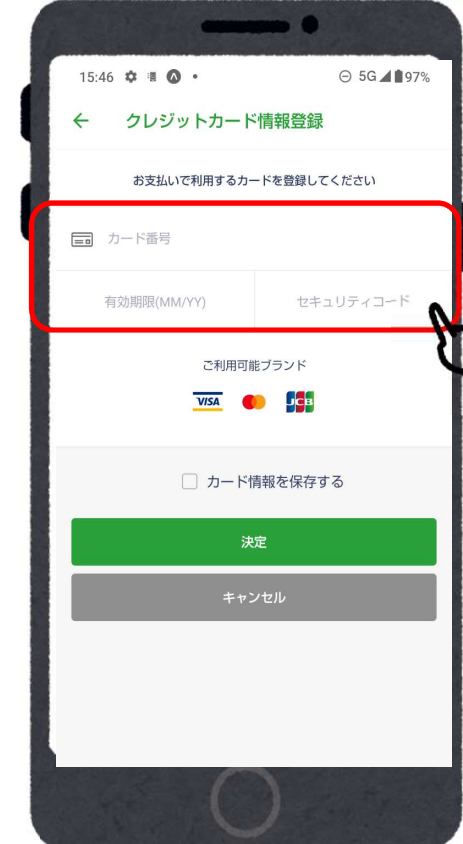 15:46 5G 97%
クレジットカード情報登録
お支払いで利用するカードを登録してください
カード番号
有効期限(MM/YY) セキュリティコード
ご利用可能ブランド
VISA JCB
カード情報を保存する
決定
キャンセル